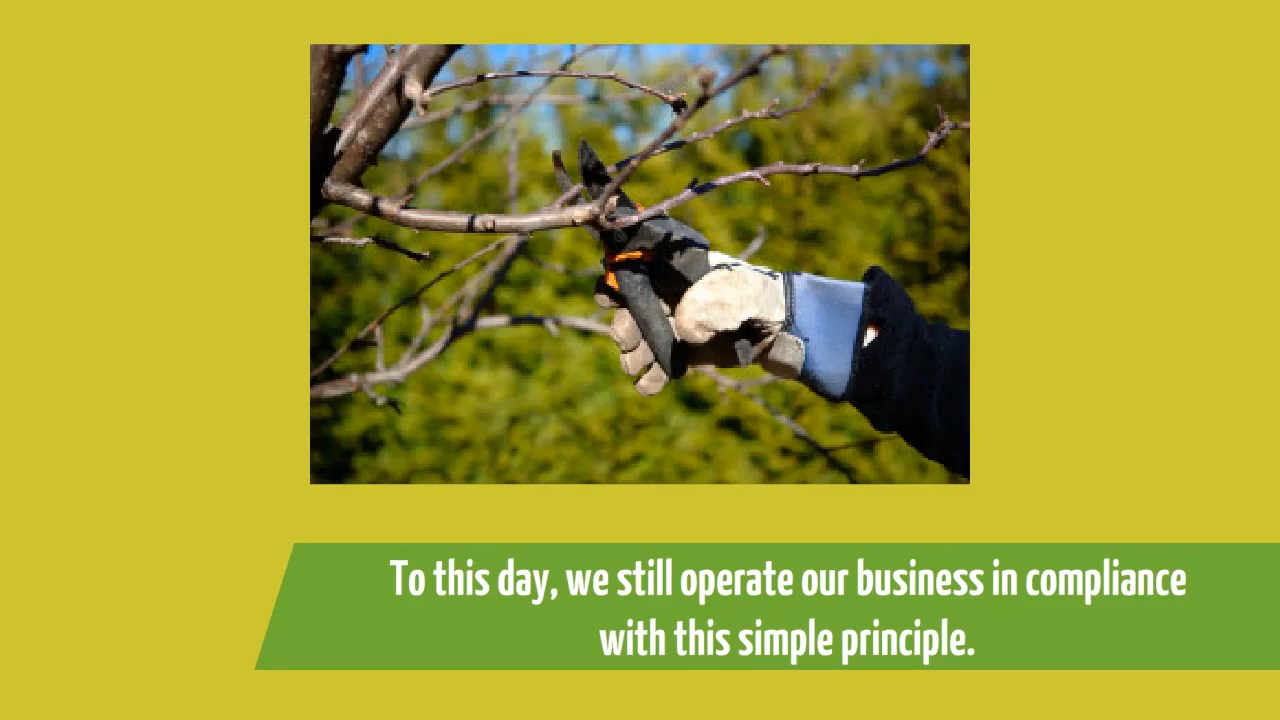 To this day, we still operate our business in compliance
with this simple principle.